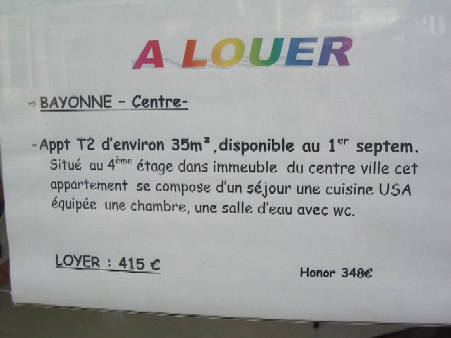 A LOUER
⇨ BAYONNE – Centre-
-Appt T2 d'environ 35m², disponible au 1er septem.
Situé au 4ème étage dans immeuble du centre ville cet
appartement se compose d'un séjour une cuisine USA
équipée une chambre, une salle d'eau avec wc.
LOYER : 415 €
Honor 348€